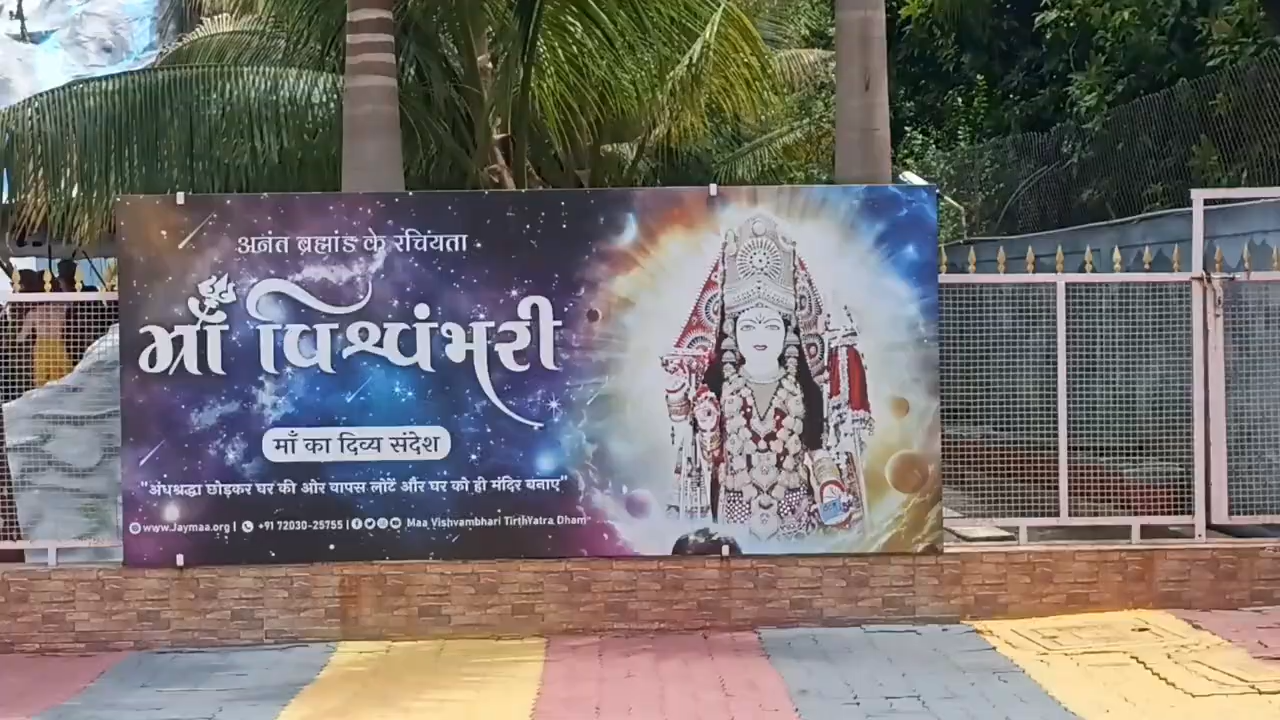 अनंत ब्रह्मांड के रचियता
माँ विश्वंभरी
माँ का दिव्य संदेश
"अंधश्रद्धा छोड़कर घर की ओर वापस लौटें और घर को ही मंदिर बनाए"
www.Jaymaa.org | +91 72030-25755 | Maa Vishvambhari TirthYatra Dham"